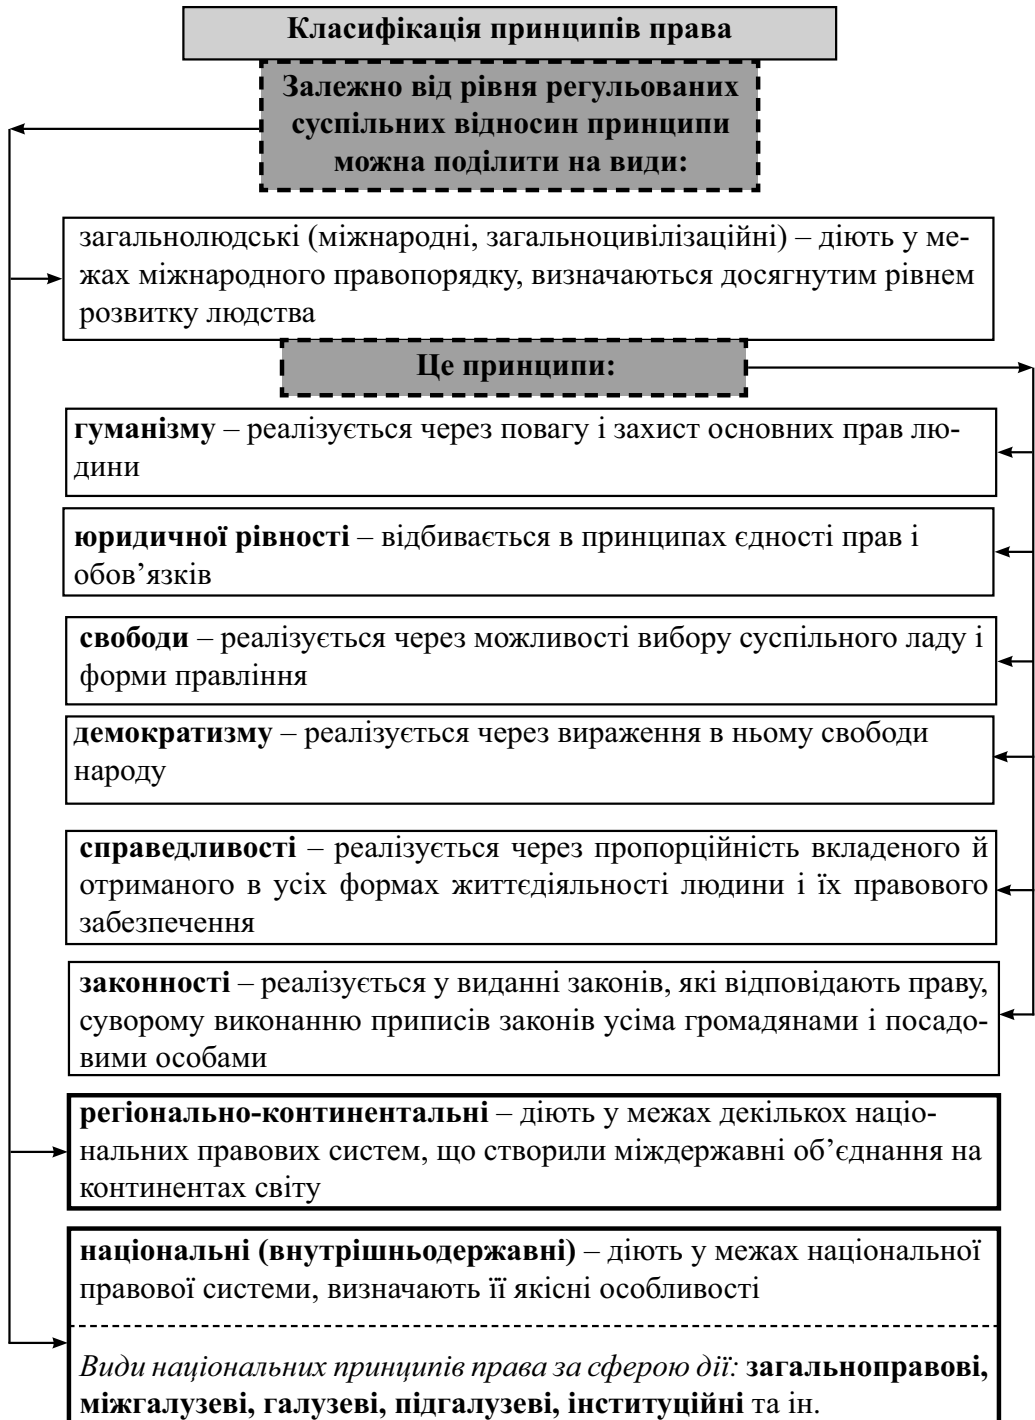 Класифікація принципів права
Залежно від рівня регульованих
суспільних відносин принципи
можна поділити на види:
загальнолюдські (міжнародні, загальноцивілізаційні) – діють у ме-
жах міжнародного правопорядку, визначаються досягнутим рівнем
розвитку людства
Це принципи:
гуманізму – реалізується через повагу і захист основних прав лю-
дини
юридичної рівності – відбивається в принципах єдності прав і
обов’язків
свободи – реалізується через можливості вибору суспільного ладу і
форми правління
демократизму – реалізується через вираження в ньому свободи
народу
справедливості – реалізується через пропорційність вкладеного й
отриманого в усіх формах життєдіяльності людини і їх правового
забезпечення
законності – реалізується у виданні законів, які відповідають праву,
суворому виконанню приписів законів усіма громадянами і посадо-
вими особами
регіонально-континентальні – діють у межах декількох націо-
нальних правових систем, що створили міждержавні об’єднання на
континентах світу
національні (внутрішньодержавні) – діють у межах національної
правової системи, визначають її якісні особливості
Види національних принципів права за сферою дії: загальноправові,
міжгалузеві, галузеві, підгалузеві, інституційні та ін.